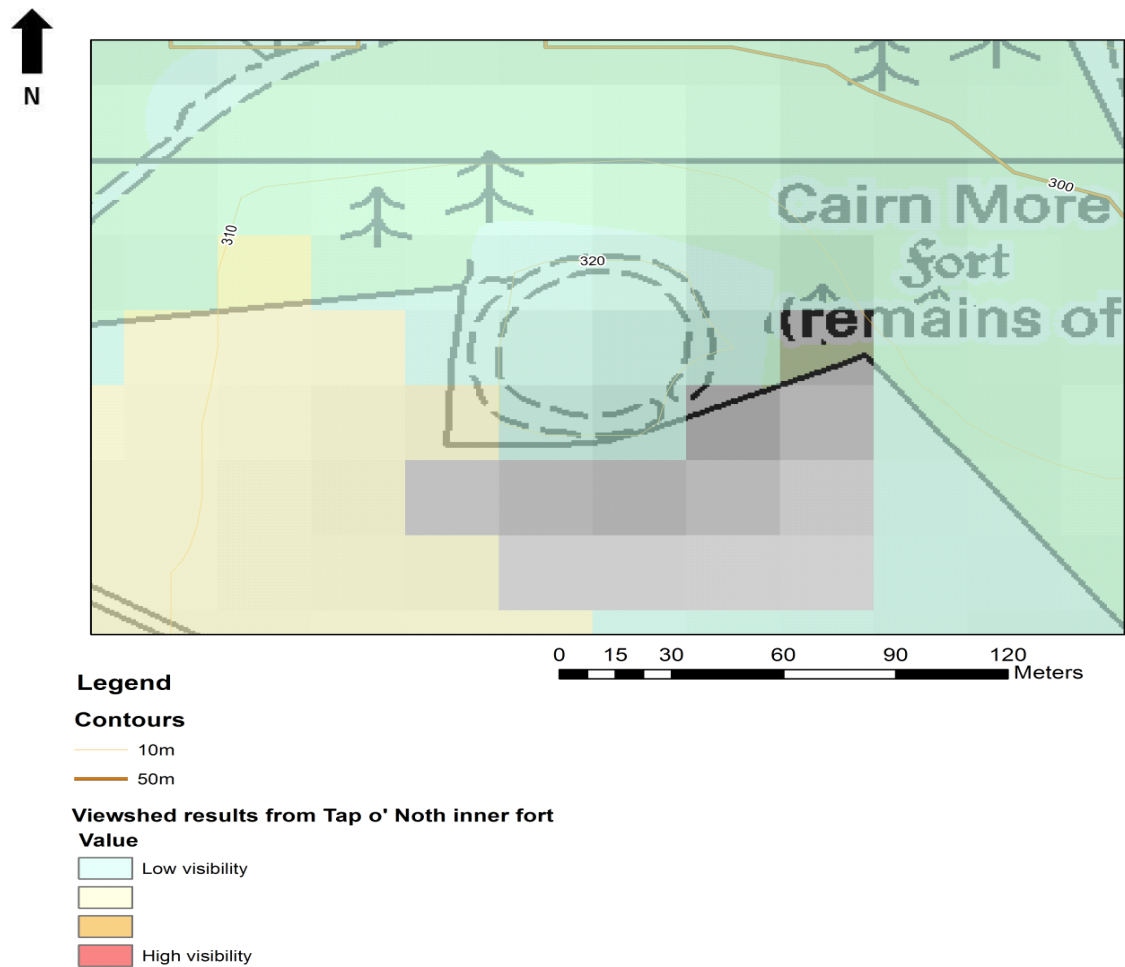 N
300
Cairn More
310
Fort
320
(remains of
0 15 30 60 90 120
Meters
Legend
Contours
10m
50m
Viewshed results from Tap o' Noth inner fort
Value
Low visibility
High visibility